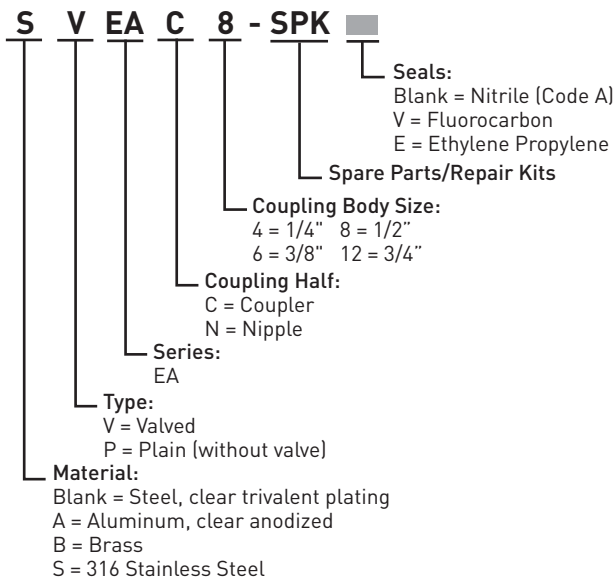 S V EA C 8 - SPK
Seals:
Blank = Nitrile (Code A)
V = Fluorocarbon
E = Ethylene Propylene
Spare Parts/Repair Kits
Coupling Body Size:
4 = 1/4" 8 = 1/2”
6 = 3/8" 12 = 3/4”
Coupling Half:
C = Coupler
N = Nipple
Series:
EA
Type:
V = Valved
P = Plain (without valve)
Material:
Blank = Steel, clear trivalent plating
A = Aluminum, clear anodized
B = Brass
S = 316 Stainless Steel